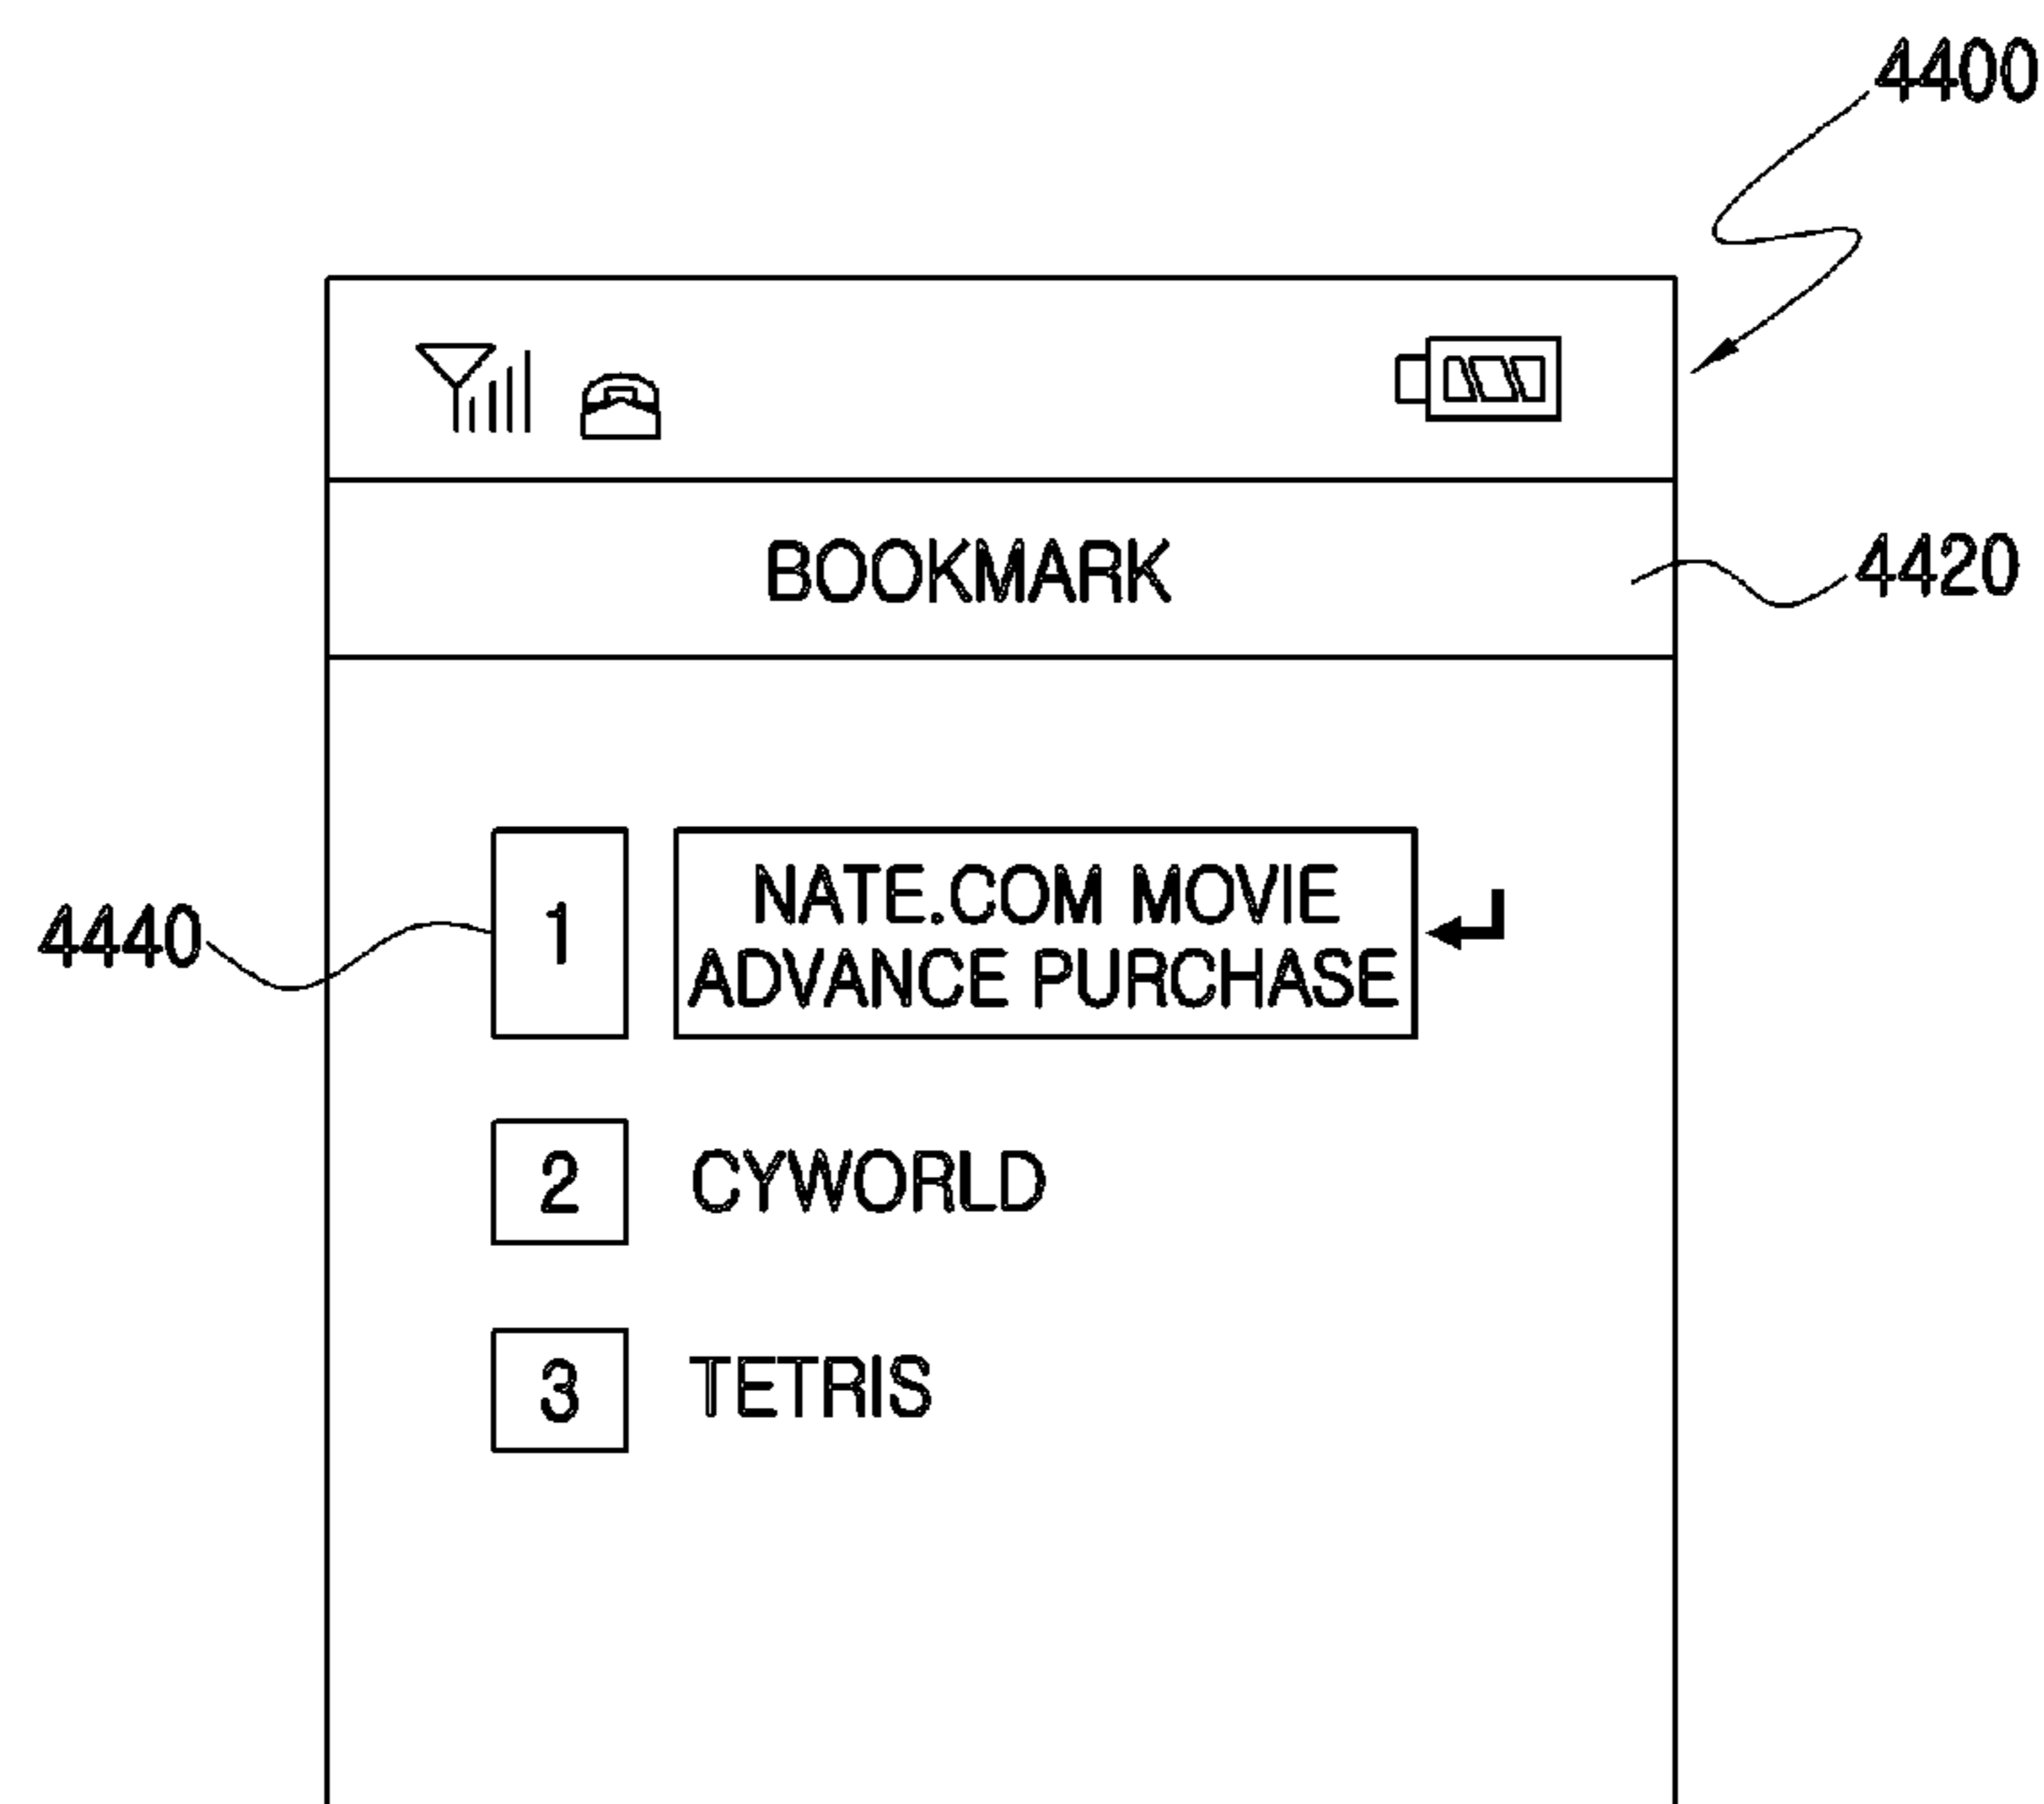 4400
BOOKMARK
4420
4440
1
NATE.COM MOVIE
ADVANCE PURCHASE
2 CYWORLD
3 TETRIS